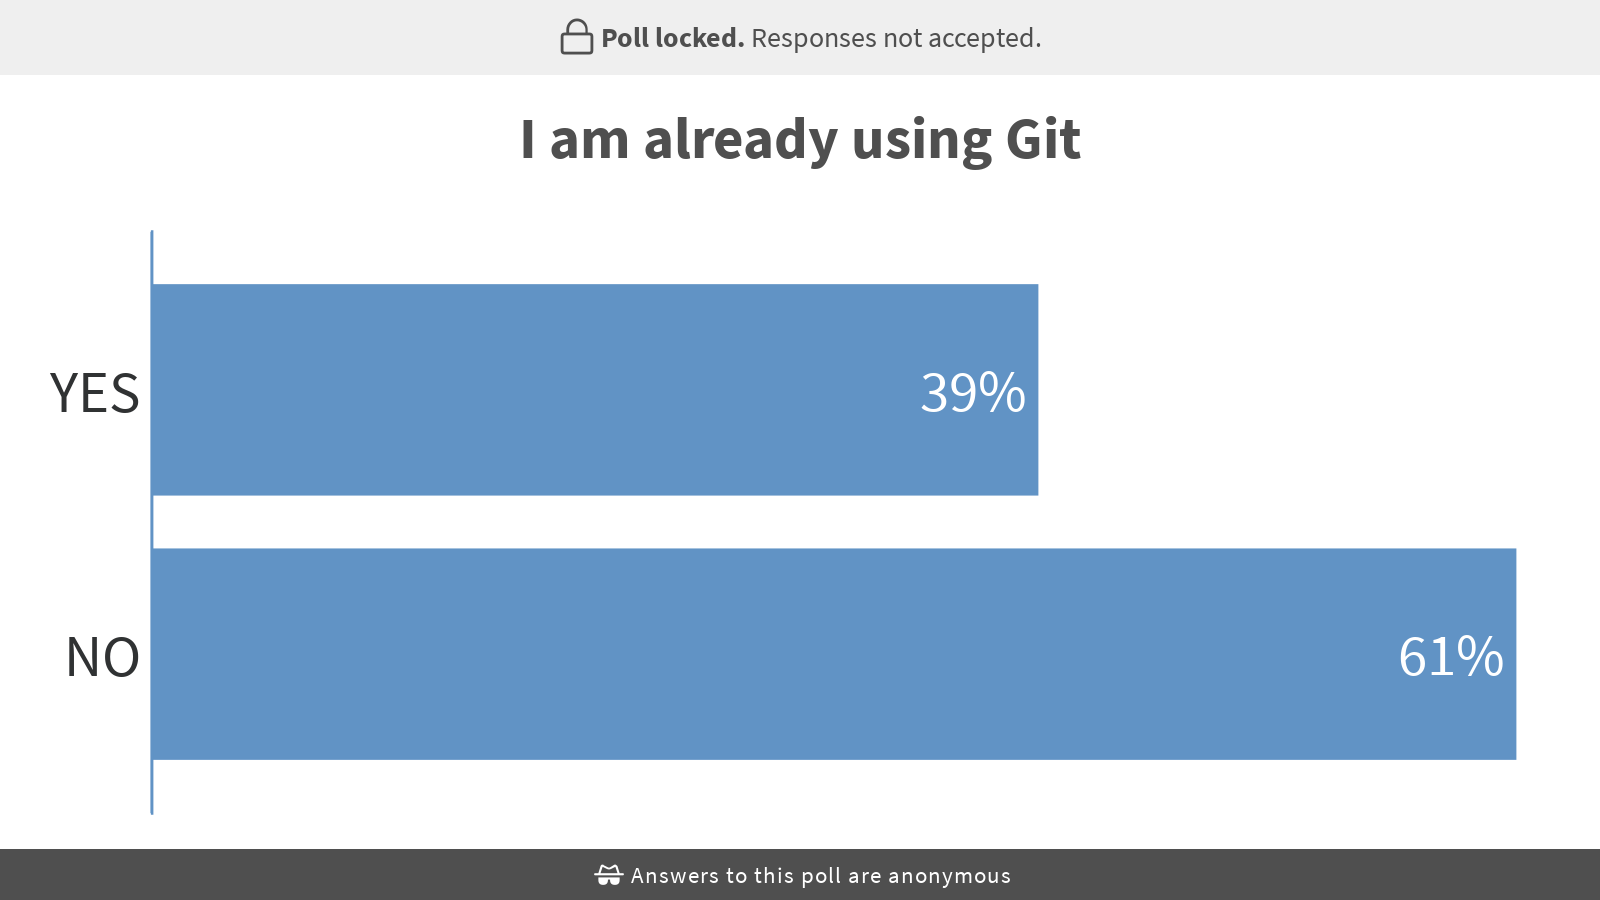 Poll locked. Responses not accepted.
I am already using Git
YES
39%
NO
61%
Answers to this poll are anonymous